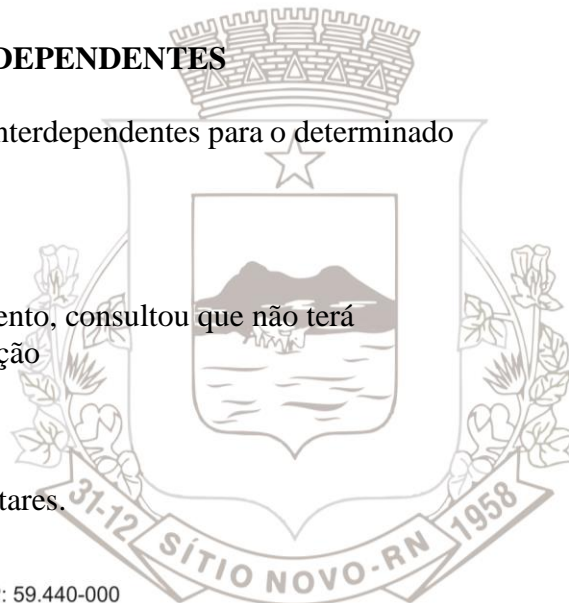 DEPENDENTES
nterdependentes para o determinado
ento, consultou que não terá
ção
tares.
31-12 SÍTIO NOVO-RN 1958
: 59.440-000